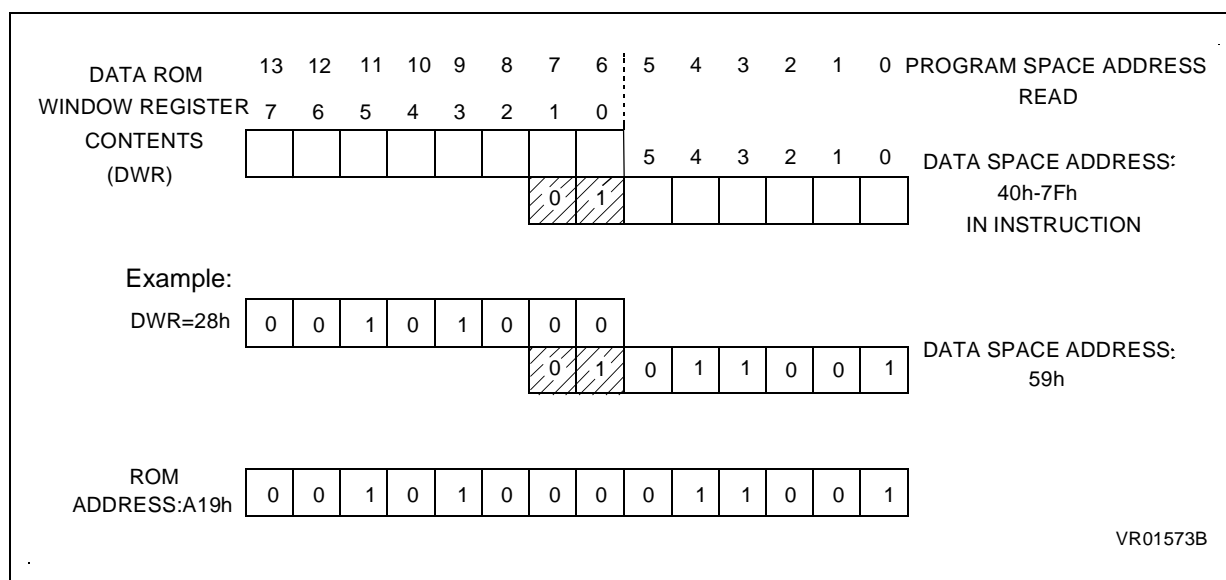 DATA ROM
WINDOW REGISTER
CONTENTS
(DWR)
13 12 11 10 9 8 7 6 5 4 3 2 1 0
PROGRAM SPACE ADDRESS
READ
7 6 5 4 3 2 1 0
5 4 3 2 1 0
DATA SPACE ADDRESS:
40h-7Fh
IN INSTRUCTION
0 1
Example:
DWR=28h
0 0 1 0 1 0 0 0
0 1 0 1 1 0 0 1
DATA SPACE ADDRESS:
59h
ROM
ADDRESS:A19h
0 0 1 0 1 0 0 0 0 1 1 0 0 1
VR01573B